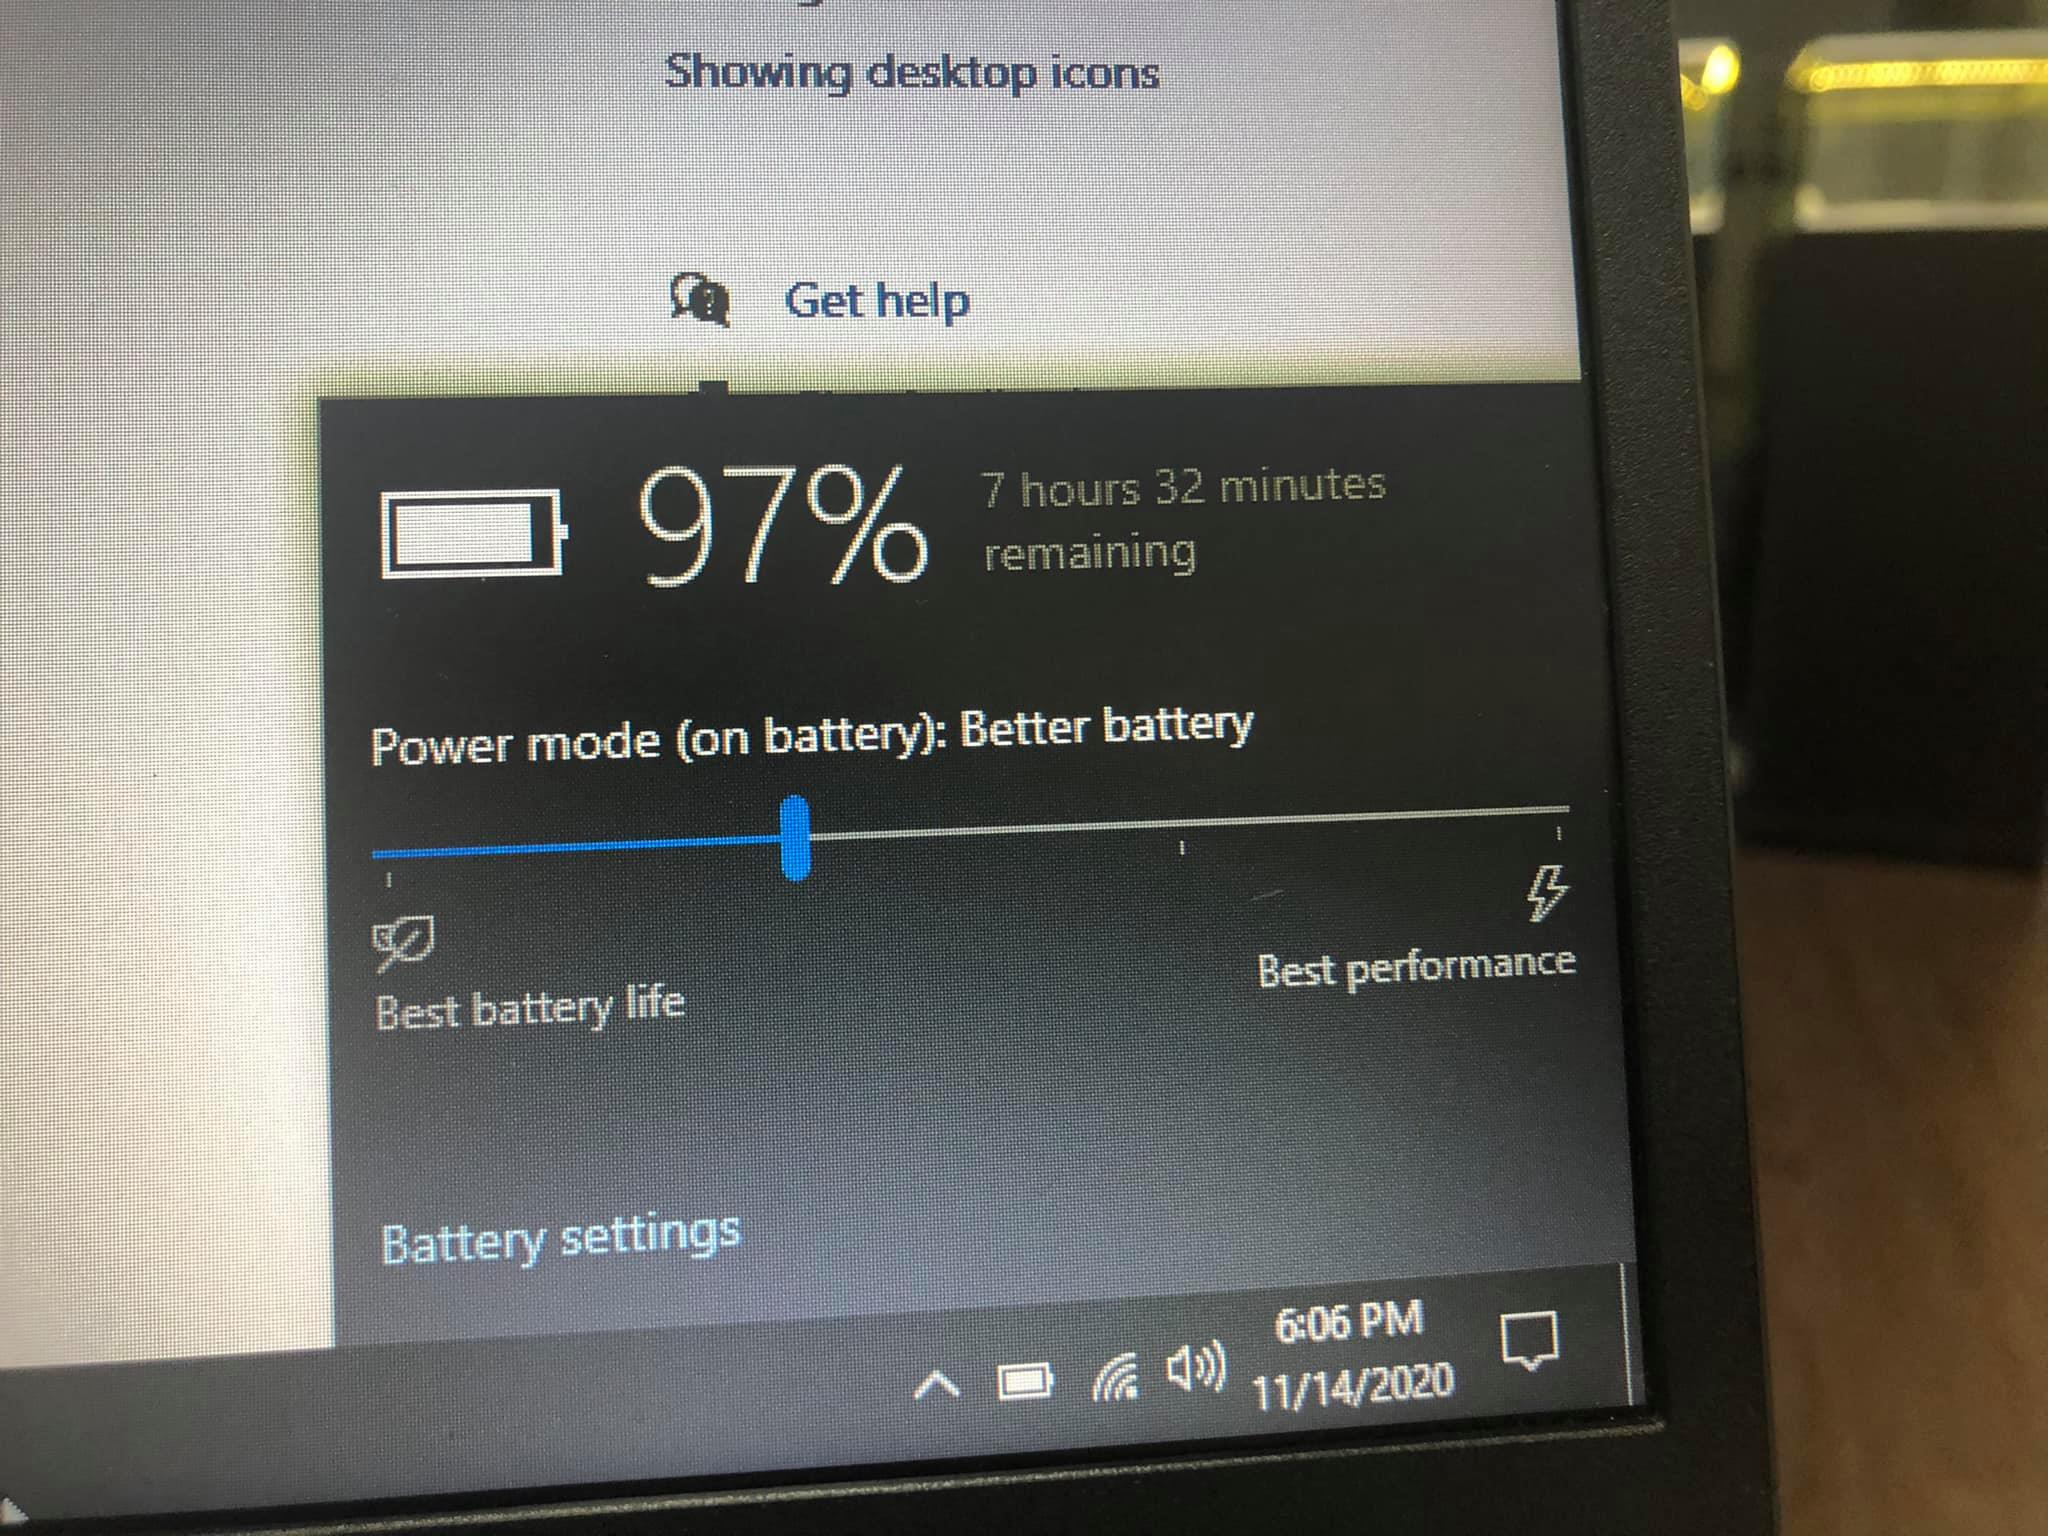 Showing desktop icons
Get help
97%
7 hours 32 minutes
remaining
Power mode (on battery): Better battery
Best battery life
Best performance
Battery settings
6:06 PM
11/14/2020